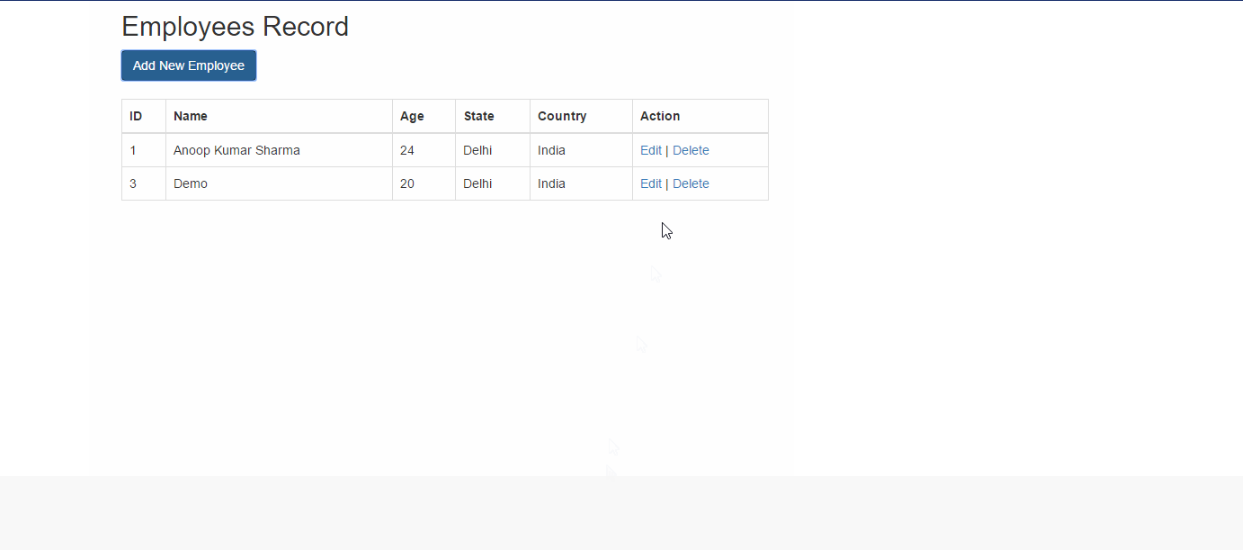 Employees Record
Add New Employee
ID Name Age State Country Action
1 Anoop Kumar Sharma 24 Delhi India Edit | Delete
3 Demo 20 Delhi India Edit | Delete